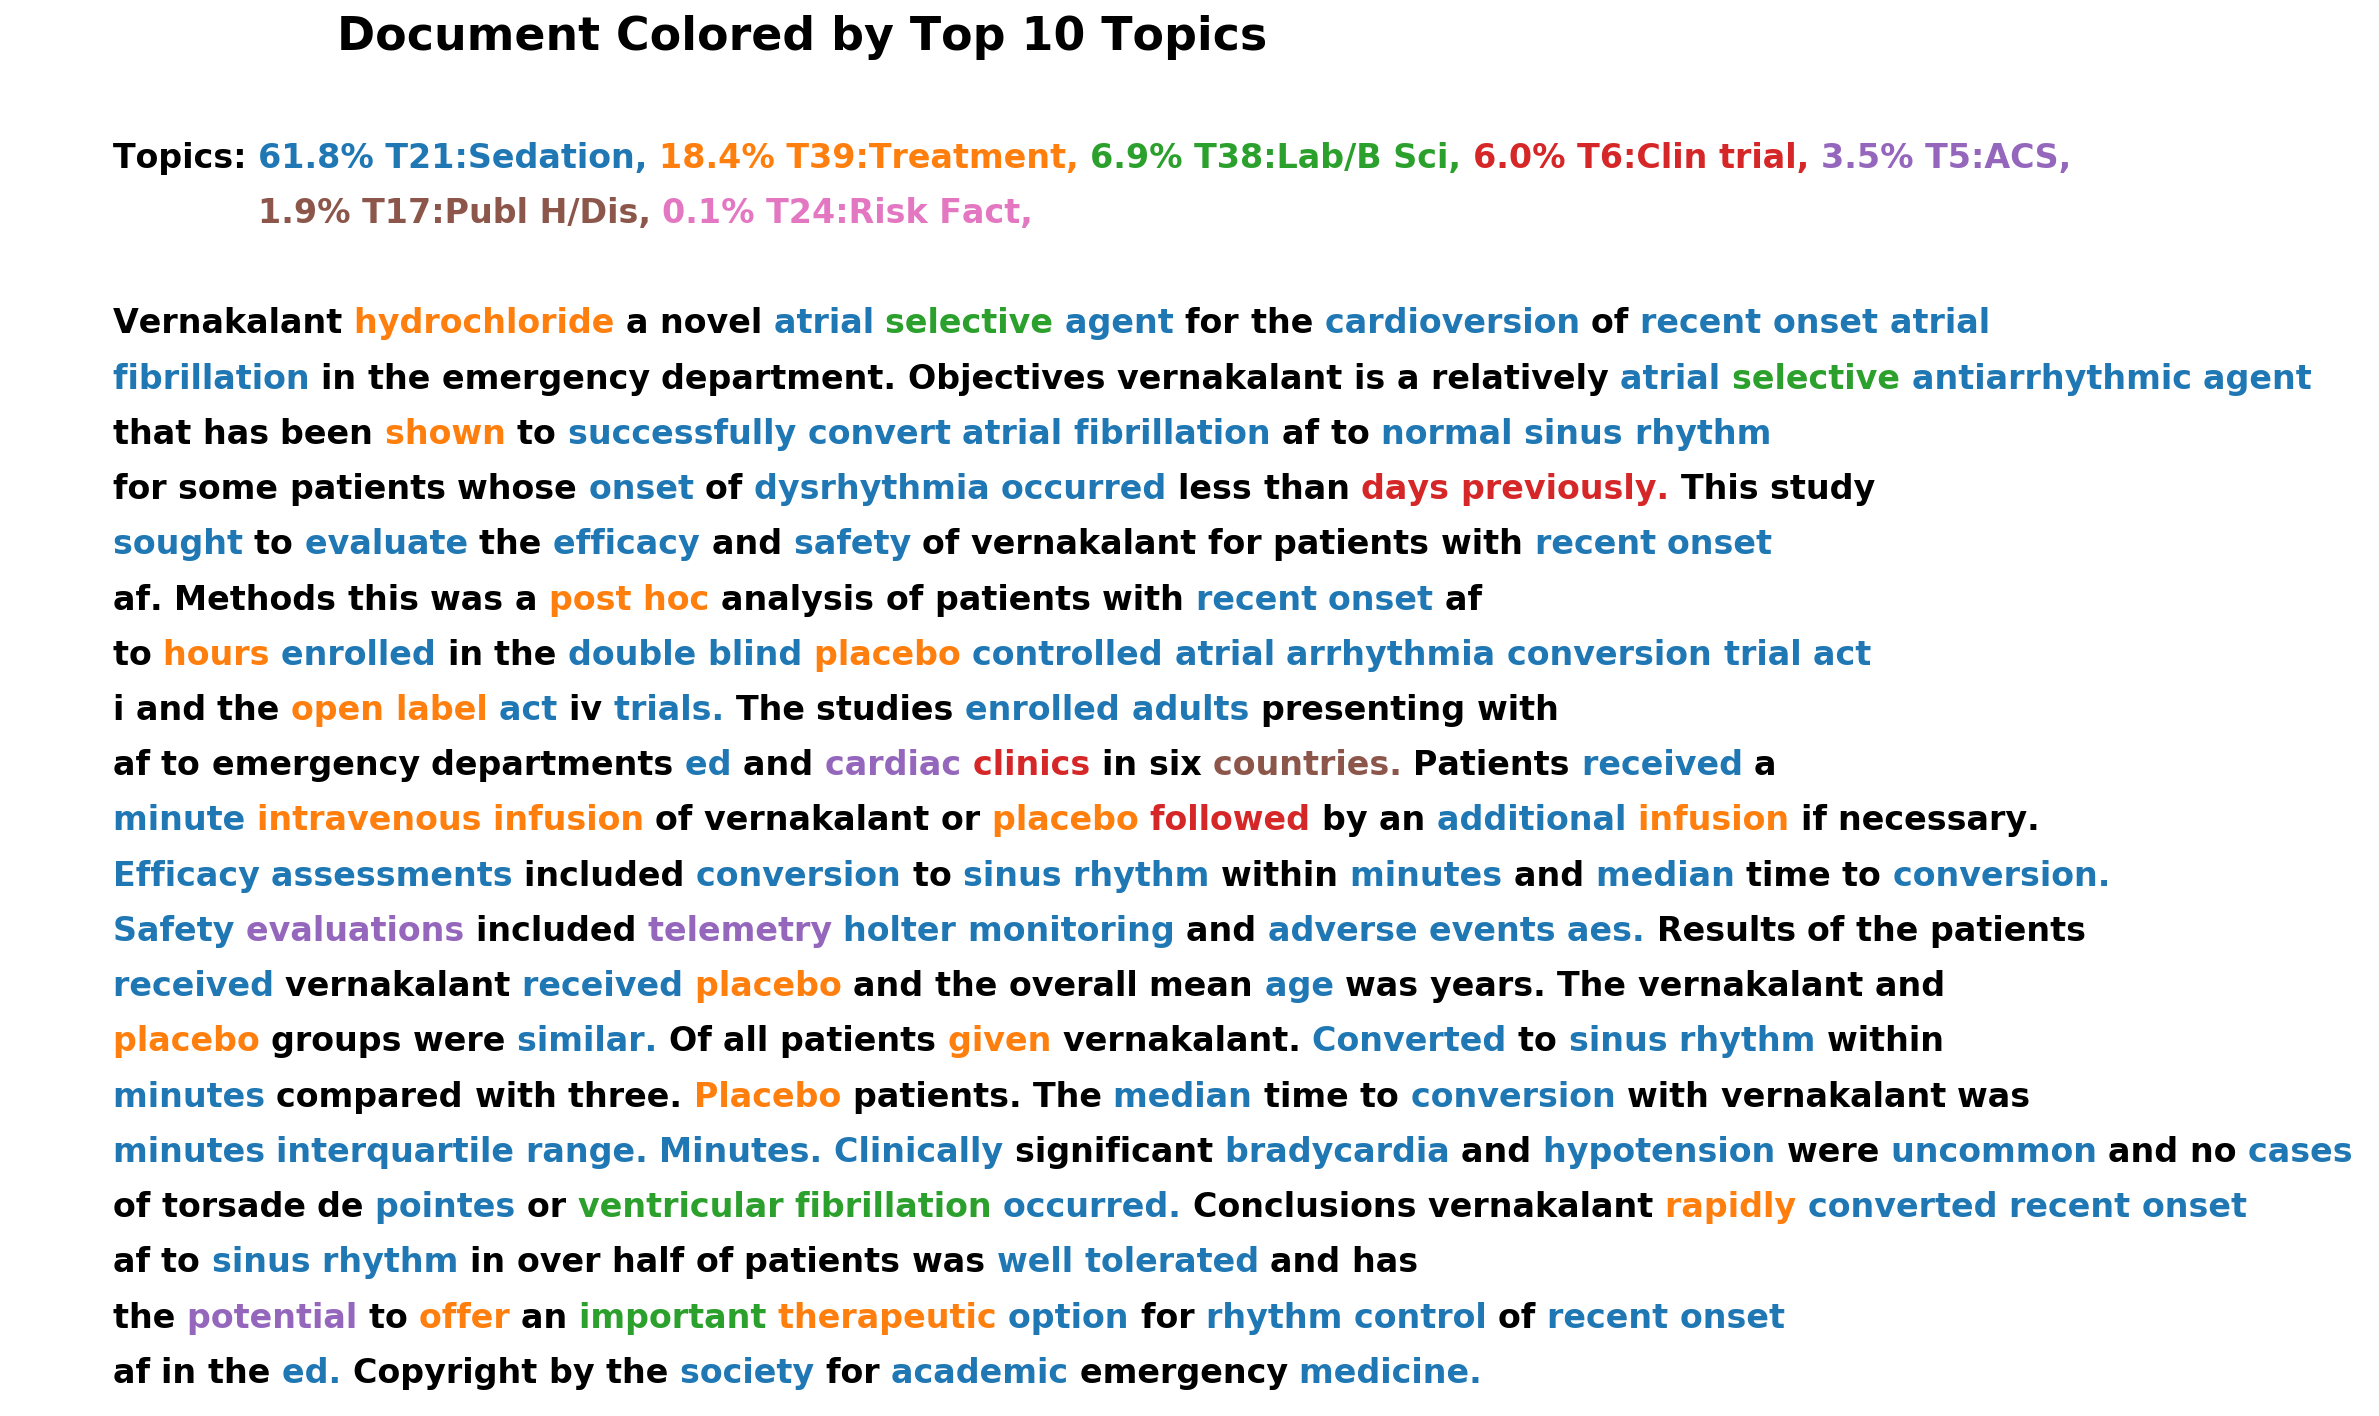 Document Colored by Top 10 Topics
Topics: 61.8% T21:Sedation, 18.4% T39:Treatment, 6.9% T38:Lab/B Sci, 6.0% T6:Clin trial, 3.5% T5:ACS,
1.9% T17:Publ H/Dis, 0.1% T24:Risk Fact,
Vernakalant hydrochloride a novel atrial selective agent for the cardioversion of recent onset atrial
fibrillation in the emergency department. Objectives vernakalant is a relatively atrial selective antiarrhythmic agent
that has been shown to successfully convert atrial fibrillation af to normal sinus rhythm
for some patients whose onset of dysrhythmia occurred less than days previously. This study
sought to evaluate the efficacy and safety of vernakalant for patients with recent onset
af. Methods this was a post hoc analysis of patients with recent onset af
to hours enrolled in the double blind placebo controlled atrial arrhythmia conversion trial act
i and the open label act iv trials. The studies enrolled adults presenting with
af to emergency departments ed and cardiac clinics in six countries. Patients received a
minute intravenous infusion of vernakalant or placebo followed by an additional infusion if necessary.
Efficacy assessments included conversion to sinus rhythm within minutes and median time to conversion.
Safety evaluations included telemetry holter monitoring and adverse events aes. Results of the patients
received vernakalant received placebo and the overall mean age was years. The vernakalant and
placebo groups were similar. Of all patients given vernakalant. Converted to sinus rhythm within
minutes compared with three. Placebo patients. The median time to conversion with vernakalant was
minutes interquartile range. Minutes. Clinically significant bradycardia and hypotension were uncommon and no cases
of torsade de pointes or ventricular fibrillation occurred. Conclusions vernakalant rapidly converted recent onset
af to sinus rhythm in over half of patients was well tolerated and has
the potential to offer an important therapeutic option for rhythm control of recent onset
af in the ed. Copyright by the society for academic emergency medicine.